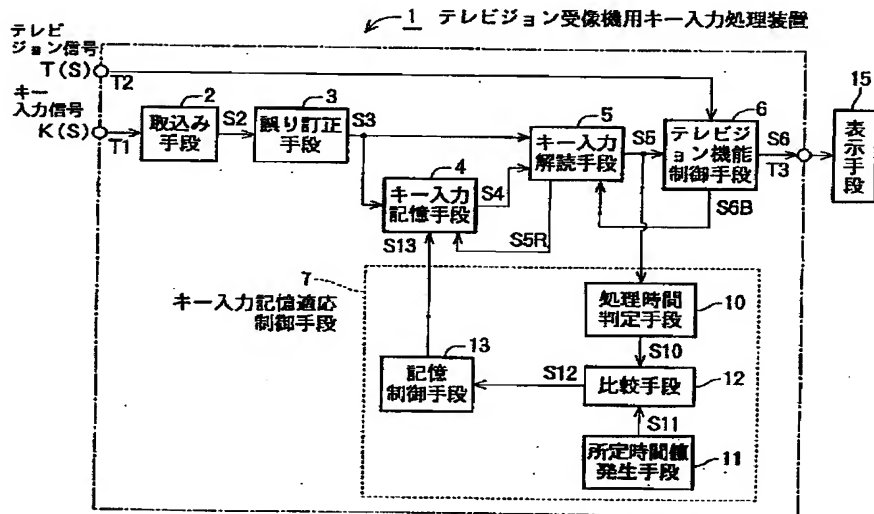 1 テレビジョン受像機用キー入力処理装置
テレビ
ジョン信号
T(S)
T2
キー
入力信号
K(S)
T1
2
取込み
手段
S2
3
誤り訂正
手段
S3
4
キー入力
記憶手段
S4
5
キー入力
解読手段
S5
6
テレビジ
ョン機能
制御手段
S6
T3
15
表示手段
S6B
S5R
S13
7
キー入力記憶適応
制御手段
処理時間
判定手段
10
S10
13
記憶
制御手段
S12
比較手段
12
S11
所定時間値
発生手段
11